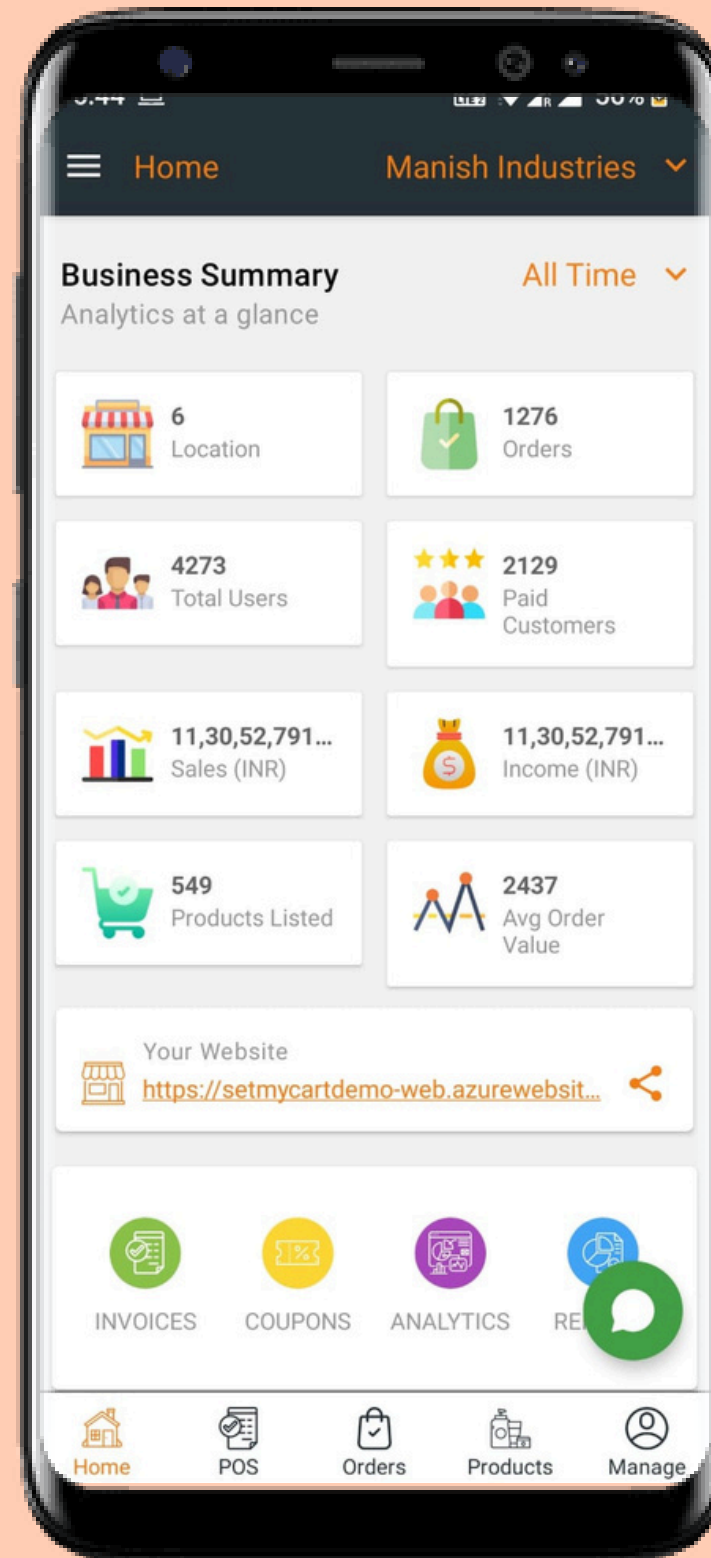 Home
Manish Industries
Business Summary
All Time
Analytics at a glance
6
Location
1276
Orders
4273
Total Users
2129
Paid
Customers
11,30,52,791...
Sales (INR)
11,30,52,791...
Income (INR)
549
Products Listed
2437
Avg Order
Value
Your Website
https://setmycartdemo-web.azurewebsit...
INVOICES
COUPONS
ANALYTICS
Home
POS
Orders
Products
Manage